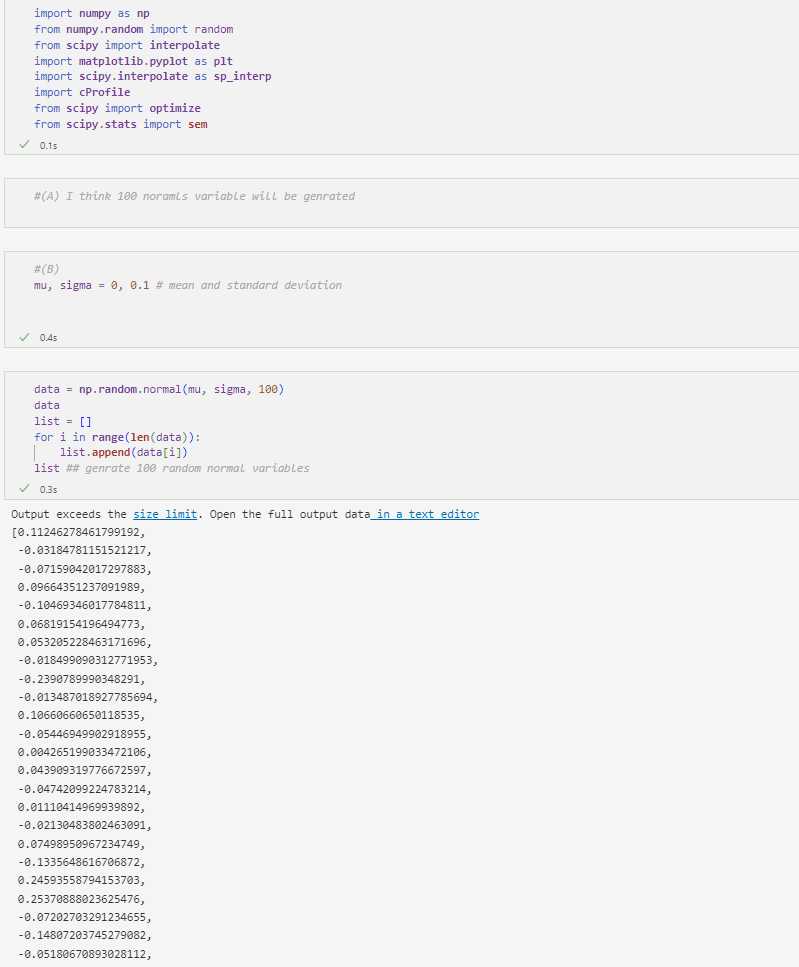 import numpy as np
from numpy.random import random
from scipy import interpolate
import matplotlib.pyplot as plt
import scipy.interpolate as sp_interp
import cProfile
from scipy import optimize
from scipy.stats import sem
0.1s
#(A) I think 100 noramls variable will be genrated
#(B)
mu, sigma = 0, 0.1 # mean and standard deviation
0.4s
data = np.random.normal(mu, sigma, 100)
data
list = []
for i in range(len(data)):
    list.append(data[i])
list ## genrate 100 random normal variables
0.3s
Output exceeds the size limit. Open the full output data in a text editor
[0.11246278461799192,
-0.03184781151521217,
-0.07159042017297883,
0.09664351237091989,
-0.10469346017784811,
0.06819154196494773,
0.053205228463171696,
-0.018499090312771953,
-0.2390789990348291,
-0.013487018927785694,
0.10660660650118535,
-0.05446949902918955,
0.004265199033472106,
0.043909319776672597,
-0.04742099224783214,
0.01110414969939892,
-0.02130483802463091,
0.07498950967234749,
-0.1335648616706872,
0.24593558794153703,
0.25370888023625476,
-0.07202703291234655,
-0.14807203745279082,
-0.05180670893028112,